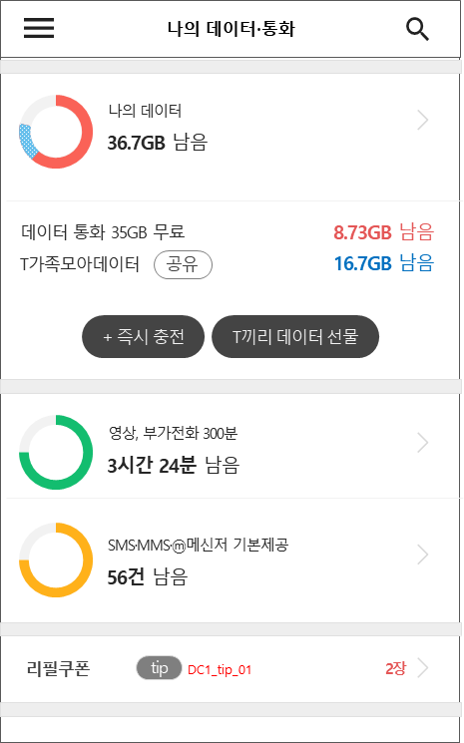 나의 데이터·통화
나의 데이터
36.7GB 남음
데이터 통화 35GB 무료 8.73GB 남음
T가족모아데이터 공유 16.7GB 남음
+ 즉시 충전 T끼리 데이터 선물
영상, 부가전화 300분
3시간 24분 남음
SMS·MMS·ⓜ메신저 기본제공
56건 남음
리필쿠폰 tip DC1_tip_01 2장